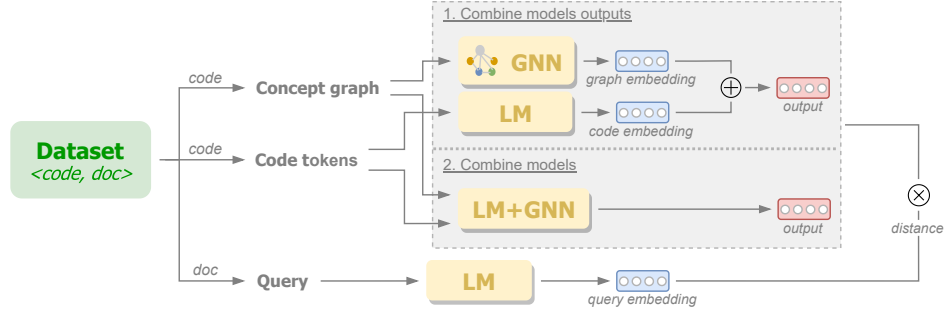 1. Combine models outputs
GNN
graph embedding
code
Concept graph
output
LM
code embedding
Dataset
<code, doc>
code
Code tokens
2. Combine models
LM+GNN
output
distance
doc
Query
LM
query embedding